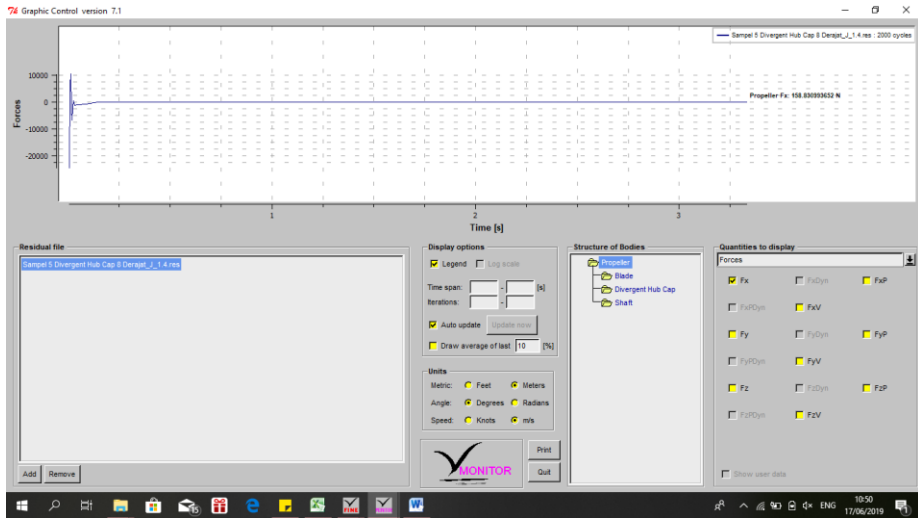 Graphic Control version 7.1
Sampel 5 Divergent Hub Cap 8 Derajat_J_1.4.res : 2000 cycles
10000
0
-10000
-20000
Forces
Propeller Fx: 158.830993652 N
1
2
3
Time [s]
Residual file
Sampel 5 Divergent Hub Cap 8 Derajat_J_1.4.res
Add
Remove
Display options
Legend
Log scale
Time span:
-
[s]
Iterations:
-
Auto update
Update now
Draw average of last
10
[%]
Units
Metric:
Feet
Meters
Angle:
Degrees
Radians
Speed:
Knots
m/s
MONITOR
Print
Quit
Structure of Bodies
Propeller
Blade
Divergent Hub Cap
Shaft
Quantities to display
Forces
Fx
FxDyn
FxP
FxPDyn
FxV
Fy
FyDyn
FyP
FyPDyn
FyV
Fz
FzDyn
FzP
FzPDyn
FzV
Show user data
15
FINE
ENG
10:50
17/06/2019